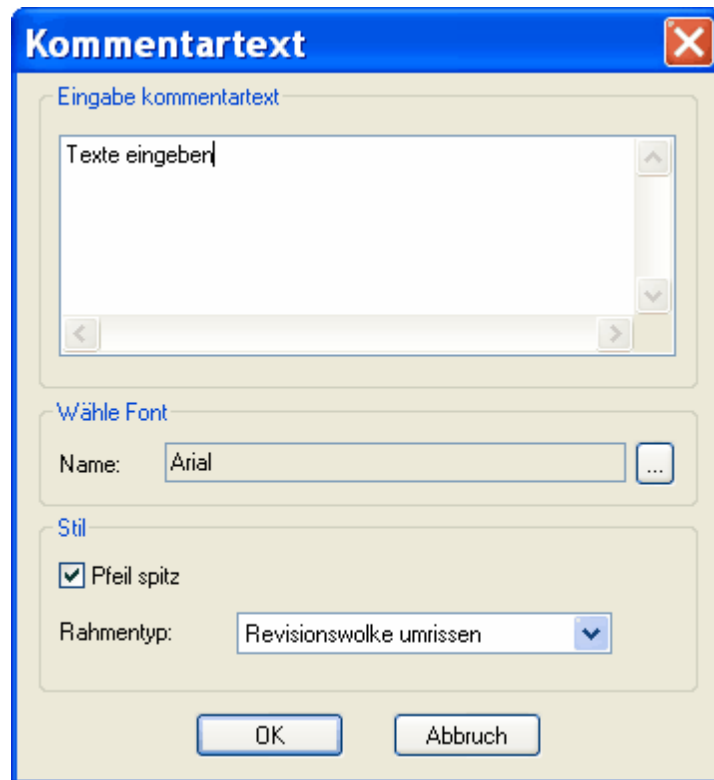 Kommentartext
Eingabe kommentartext
Texte eingeben
Wähle Font
Name: Arial ...
Stil
Pfeil spitz
Rahmentyp: Revisionswolke umrissen
OK Abbruch